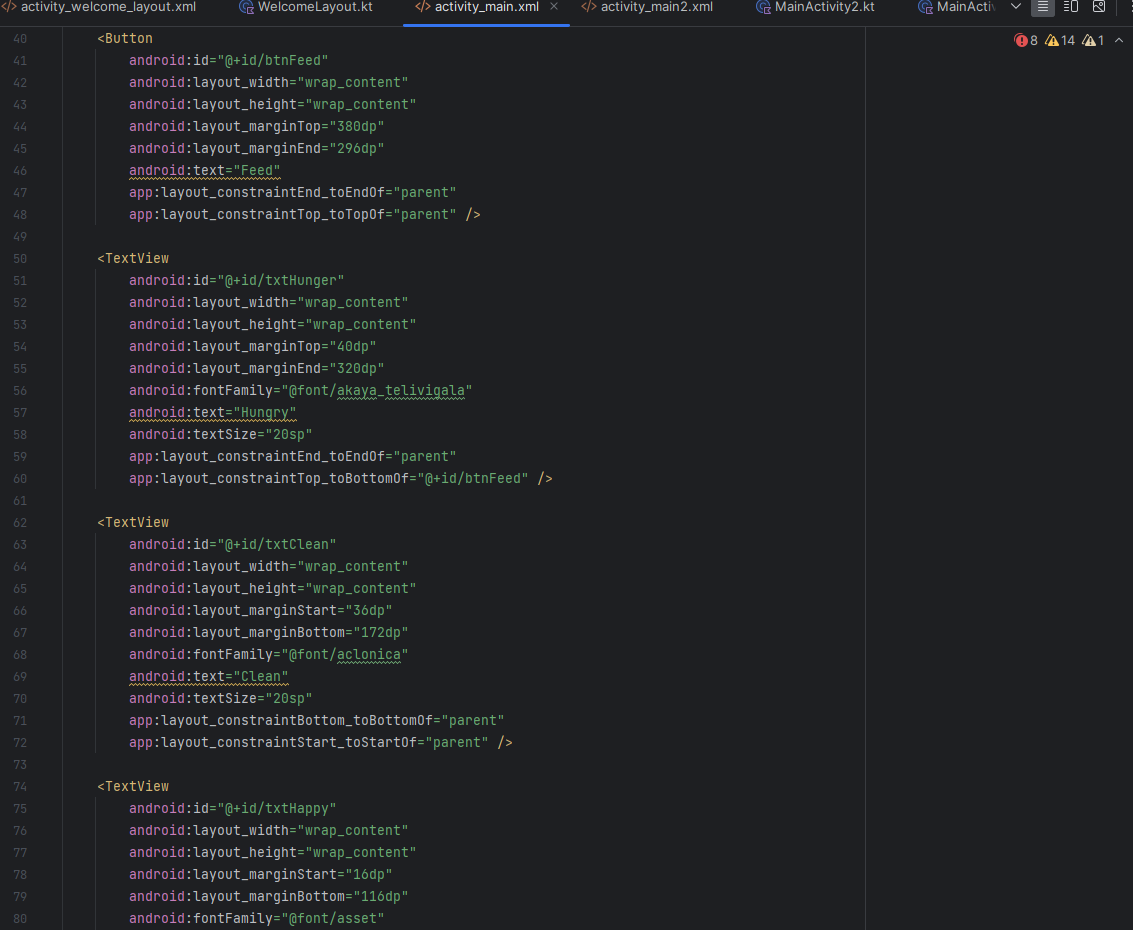 activity_welcome_layout.xml WelcomeLayout.kt activity_main.xml activity_main2.xml MainActivity2.kt MainActiv
8 14 1
40 <Button
41 android:id="@+id/btnFeed"
42 android:layout_width="wrap_content"
43 android:layout_height="wrap_content"
44 android:layout_marginTop="380dp"
45 android:layout_marginEnd="296dp"
46 android:text="Feed"
47 app:layout_constraintEnd_toEndOf="parent"
48 app:layout_constraintTop_toTopOf="parent" />
49
50 <TextView
51 android:id="@+id/txtHunger"
52 android:layout_width="wrap_content"
53 android:layout_height="wrap_content"
54 android:layout_marginTop="40dp"
55 android:layout_marginEnd="320dp"
56 android:fontFamily="@font/akaya_telivigala"
57 android:text="Hungry"
58 android:textSize="20sp"
59 app:layout_constraintEnd_toEndOf="parent"
60 app:layout_constraintTop_toBottomOf="@+id/btnFeed" />
61
62 <TextView
63 android:id="@+id/txtClean"
64 android:layout_width="wrap_content"
65 android:layout_height="wrap_content"
66 android:layout_marginStart="36dp"
67 android:layout_marginBottom="172dp"
68 android:fontFamily="@font/aclonica"
69 android:text="Clean"
70 android:textSize="20sp"
71 app:layout_constraintBottom_toBottomOf="parent"
72 app:layout_constraintStart_toStartOf="parent" />
73
74 <TextView
75 android:id="@+id/txtHappy"
76 android:layout_width="wrap_content"
77 android:layout_height="wrap_content"
78 android:layout_marginStart="16dp"
79 android:layout_marginBottom="116dp"
80 android:fontFamily="@font/asset"